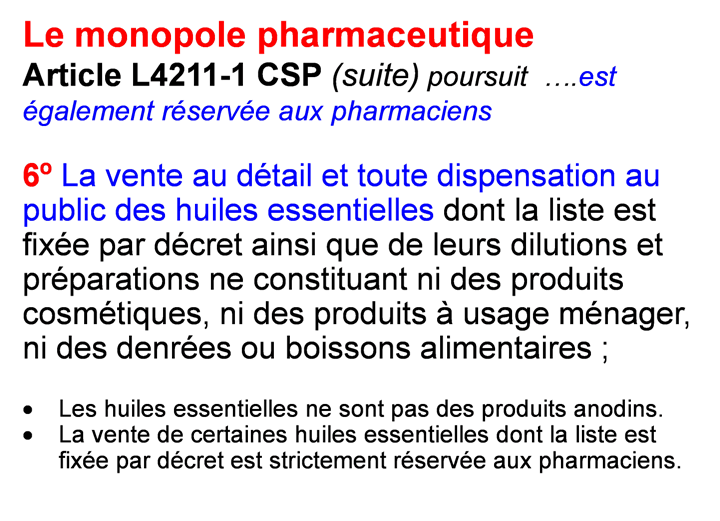 Le monopole pharmaceutique
Article L4211-1 CSP (suite) poursuit ….est
également réservée aux pharmaciens
6º La vente au détail et toute dispensation au
public des huiles essentielles dont la liste est
fixée par décret ainsi que de leurs dilutions et
préparations ne constituant ni des produits
cosmétiques, ni des produits à usage ménager,
ni des denrées ou boissons alimentaires ;
• Les huiles essentielles ne sont pas des produits anodins.
• La vente de certaines huiles essentielles dont la liste est
fixée par décret est strictement réservée aux pharmaciens.